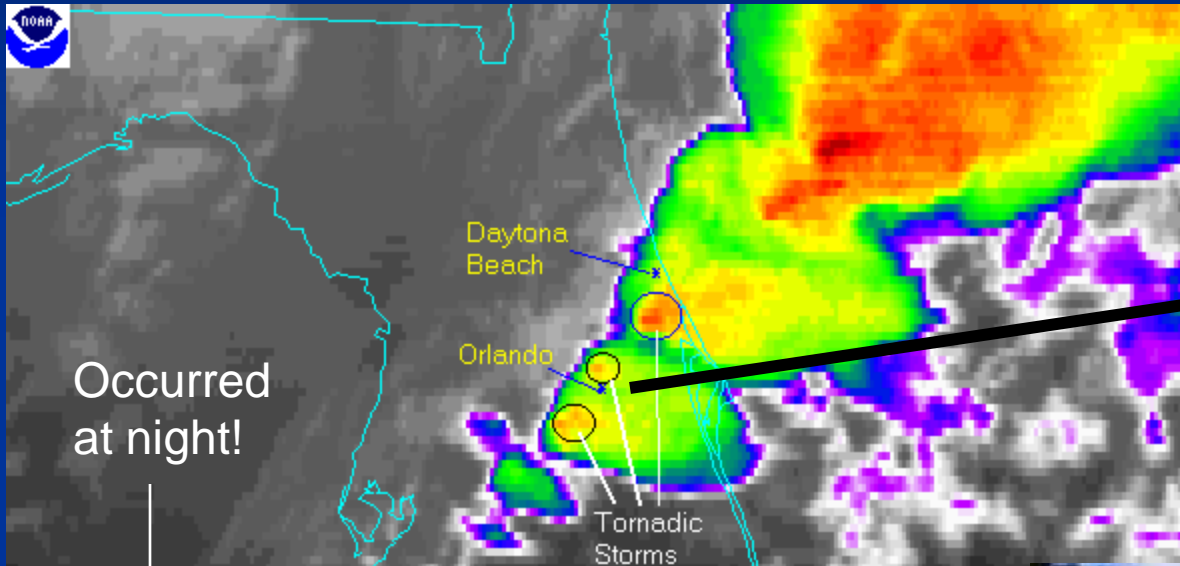 NOAA
Daytona
Beach
Orlando
Occurred
at night!
Tornadic
Storms